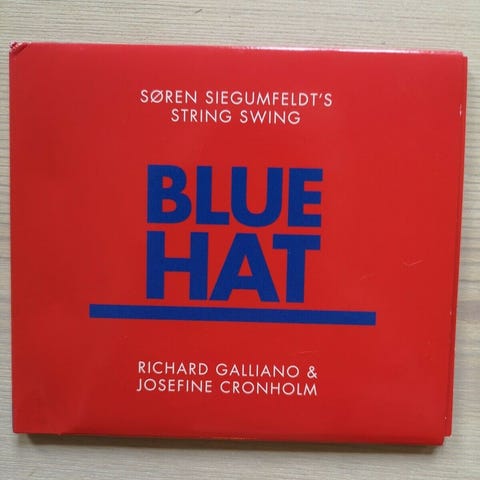 SØREN SIEGUMFELDT'S
STRING SWING
BLUE
HAT
RICHARD GALLIANO &
JOSEFINE CRONHOLM